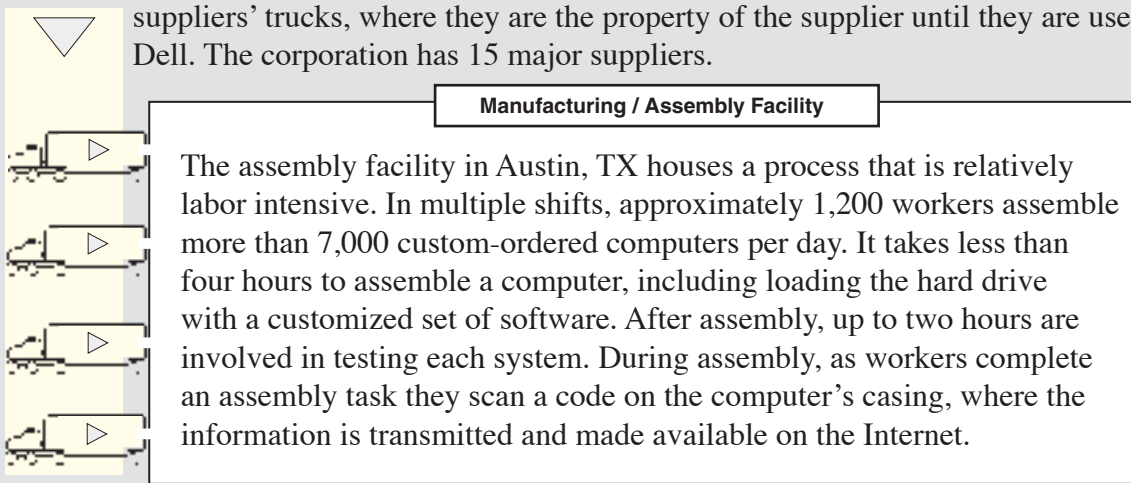 suppliers’ trucks, where they are the property of the supplier until they are use
Dell. The corporation has 15 major suppliers.
Manufacturing / Assembly Facility
The assembly facility in Austin, TX houses a process that is relatively
labor intensive. In multiple shifts, approximately 1,200 workers assemble
more than 7,000 custom-ordered computers per day. It takes less than
four hours to assemble a computer, including loading the hard drive
with a customized set of software. After assembly, up to two hours are
involved in testing each system. During assembly, as workers complete
an assembly task they scan a code on the computer’s casing, where the
information is transmitted and made available on the Internet.